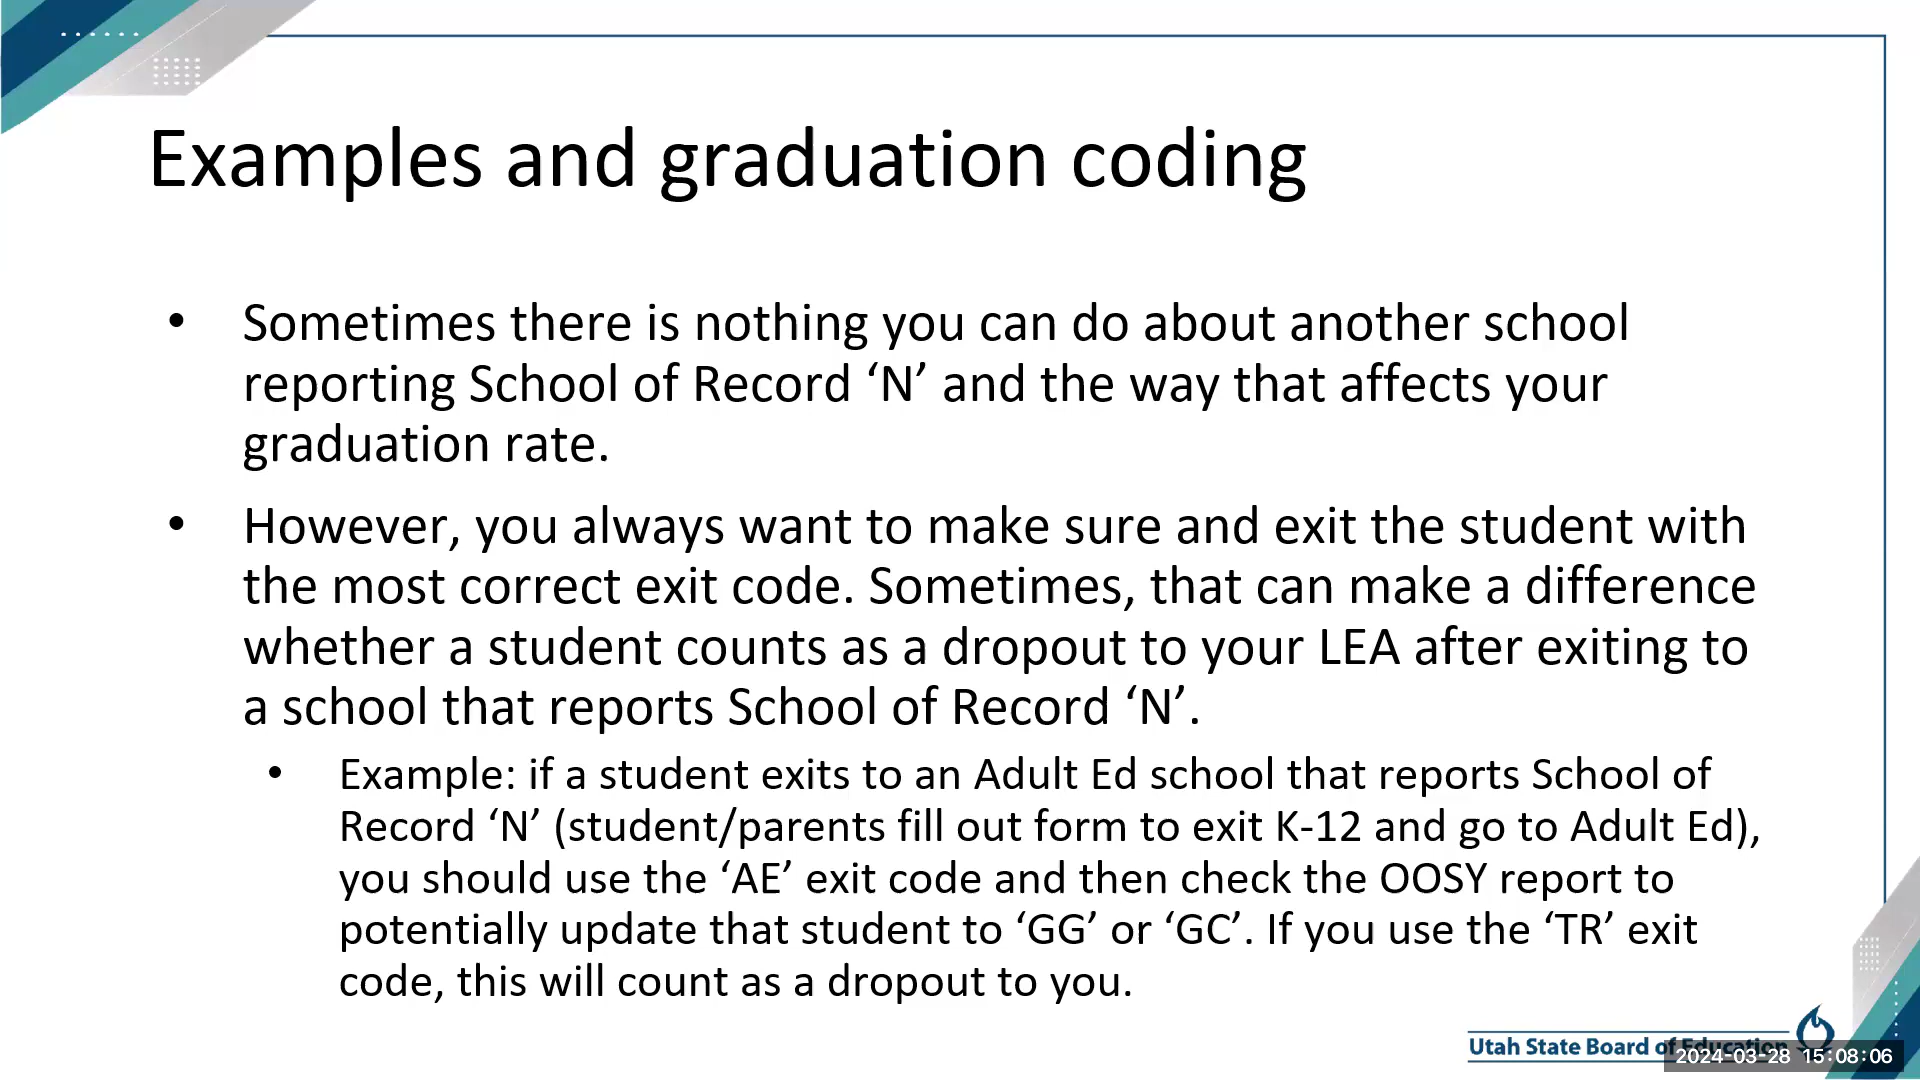 Examples and graduation coding
• Sometimes there is nothing you can do about another school
reporting School of Record ‘N’ and the way that affects your
graduation rate.
• However, you always want to make sure and exit the student with
the most correct exit code. Sometimes, that can make a difference
whether a student counts as a dropout to your LEA after exiting to
a school that reports School of Record ‘N’.
• Example: if a student exits to an Adult Ed school that reports School of
Record ‘N’ (student/parents fill out form to exit K-12 and go to Adult Ed),
you should use the ‘AE’ exit code and then check the OOSY report to
potentially update that student to ‘GG’ or ‘GC’. If you use the ‘TR’ exit
code, this will count as a dropout to you.
Utah State Board of Education
2024-03-28 15:08:06